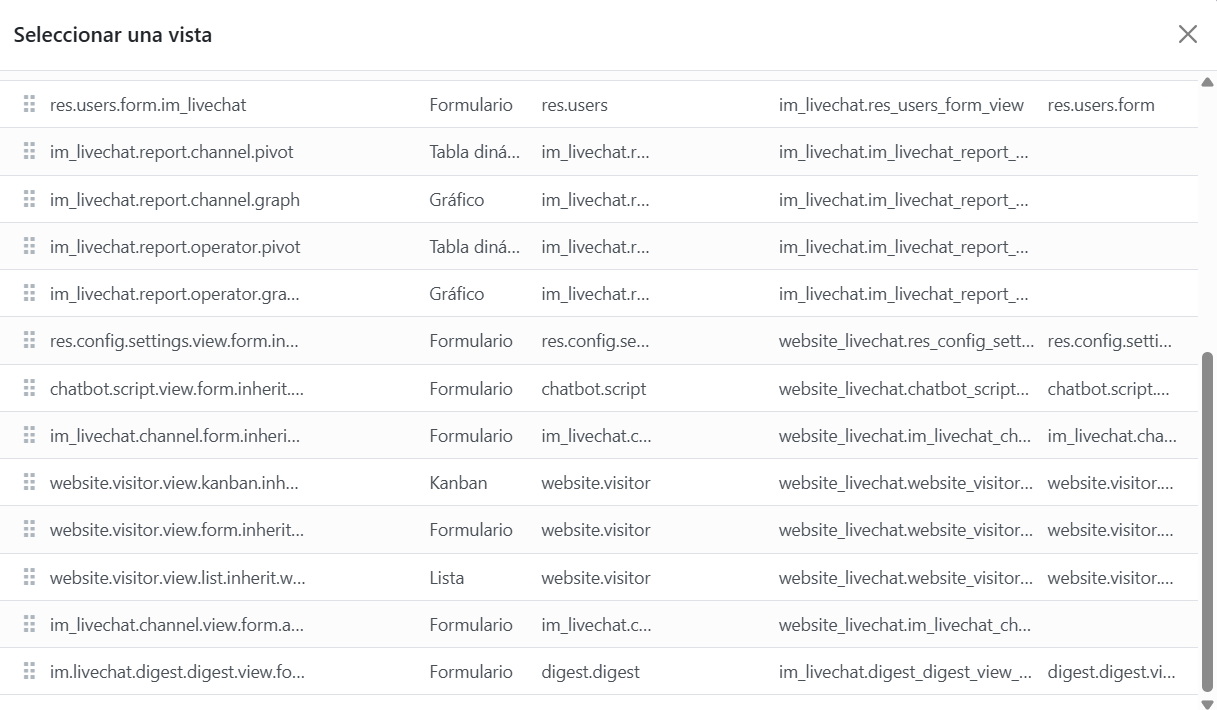 Seleccionar una vista
res.users.form.im_livechat Formulario res.users im_livechat.res_users_form_view res.users.form
im_livechat.report.channel.pivot Tabla diná... im_livechat.r... im_livechat.im_livechat_report_...
im_livechat.report.channel.graph Gráfico im_livechat.r... im_livechat.im_livechat_report_...
im_livechat.report.operator.pivot Tabla diná... im_livechat.r... im_livechat.im_livechat_report_...
im_livechat.report.operator.gra... Gráfico im_livechat.r... im_livechat.im_livechat_report_...
res.config.settings.view.form.in... Formulario res.config.se... website_livechat.res_config_sett... res.config.setti...
chatbot.script.view.form.inherit.... Formulario chatbot.script website_livechat.chatbot_script... chatbot.script....
im_livechat.channel.form.inheri... Formulario im_livechat.c... website_livechat.im_livechat_ch... im_livechat.cha...
website.visitor.view.kanban.inh... Kanban website.visitor website_livechat.website_visitor... website.visitor....
website.visitor.view.form.inherit... Formulario website.visitor website_livechat.website_visitor... website.visitor....
website.visitor.view.list.inherit.w... Lista website.visitor website_livechat.website_visitor... website.visitor....
im_livechat.channel.view.form.a... Formulario im_livechat.c... website_livechat.im_livechat_ch...
im.livechat.digest.digest.view.fo... Formulario digest.digest im_livechat.digest_digest_view_... digest.digest.vi...